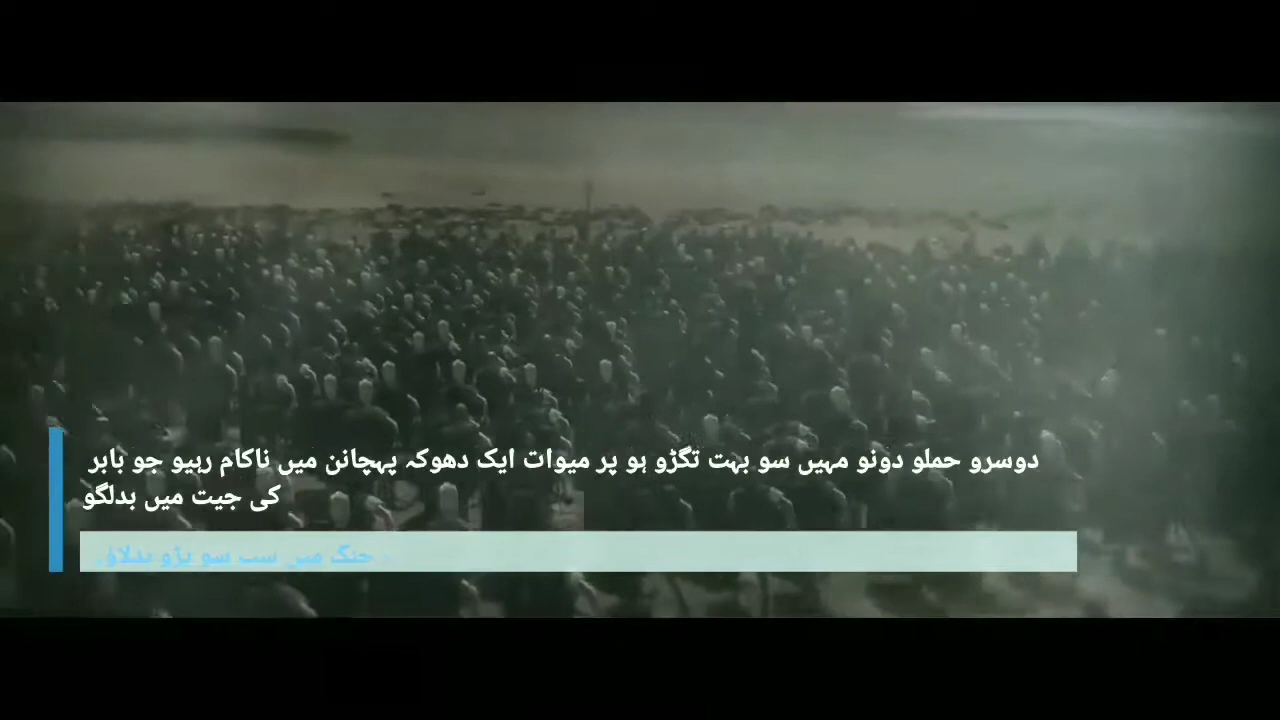 دوسرو حملو دونو مہیں سو بہت تگڑو ہو پر میوات ایک دھوکہ پہچانن میں ناکام رہیو جو بابر
کی جیت میں بدلگو
جنگ میں سب سو بڑو بدلاؤ